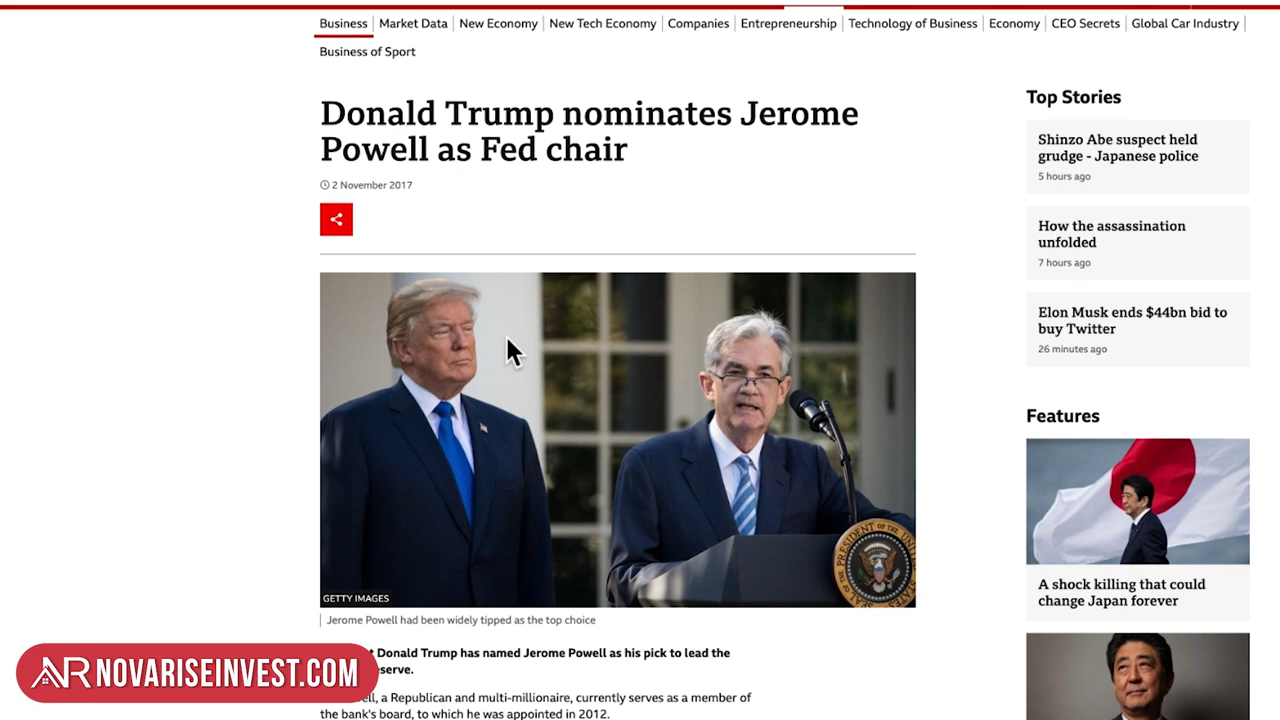 Business
Market Data
New Economy
New Tech Economy
Companies
Entrepreneurship
Technology of Business
Economy
CEO Secrets
Global Car Industry
Business of Sport
Donald Trump nominates Jerome
Powell as Fed chair
2 November 2017
GETTY IMAGES
PRESIDENT OF THE
SEAL OF
Jerome Powell had been widely tipped as the top choice
Donald Trump has named Jerome Powell as his pick to lead the
a Republican and multi-millionaire, currently serves as a member of
the bank's board, to which he was appointed in 2012.
Top Stories
Shinzo Abe suspect held
grudge - Japanese police
5 hours ago
How the assassination
unfolded
7 hours ago
Elon Musk ends $44bn bid to
buy Twitter
26 minutes ago
Features
A shock killing that could
change Japan forever
NOVARISEINVEST.COM